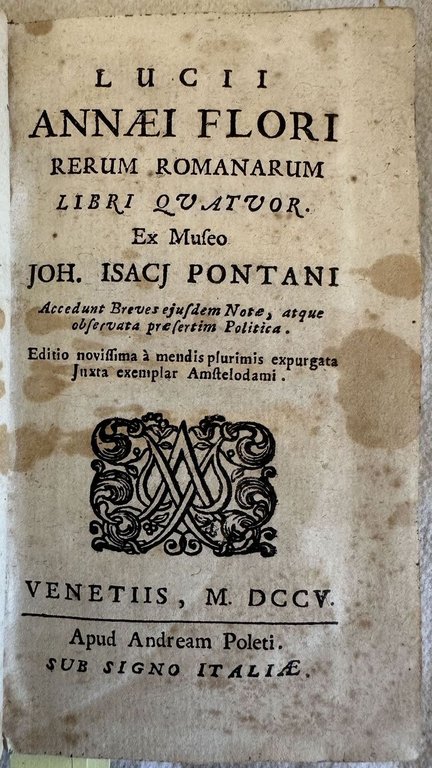 LUCII
ANNÆI FLORI
RERUM ROMANARUM
LIBRI QVATVOR.
Ex Muſeo
JOH. ISACJ PONTANI
Accedunt Breves ejuſdem Notæ, atque
obſervata præſertim Politica.
Editio noviſſima à mendis plurimis expurgata
Juxta exemplar Amſtelodami.
VENETIIS, M. DCCV.
Apud Andream Poleti.
SUB SIGNO ITALIÆ.